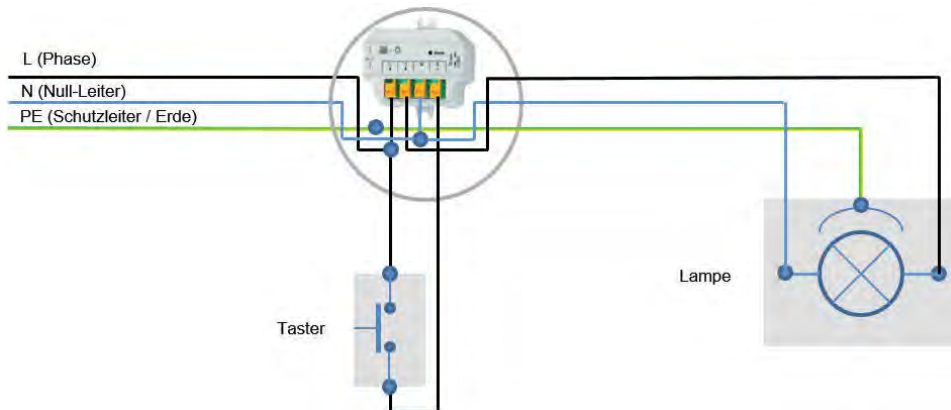 L (Phase)
N (Null-Leiter)
PE (Schutzleiter / Erde)
Lampe
Taster